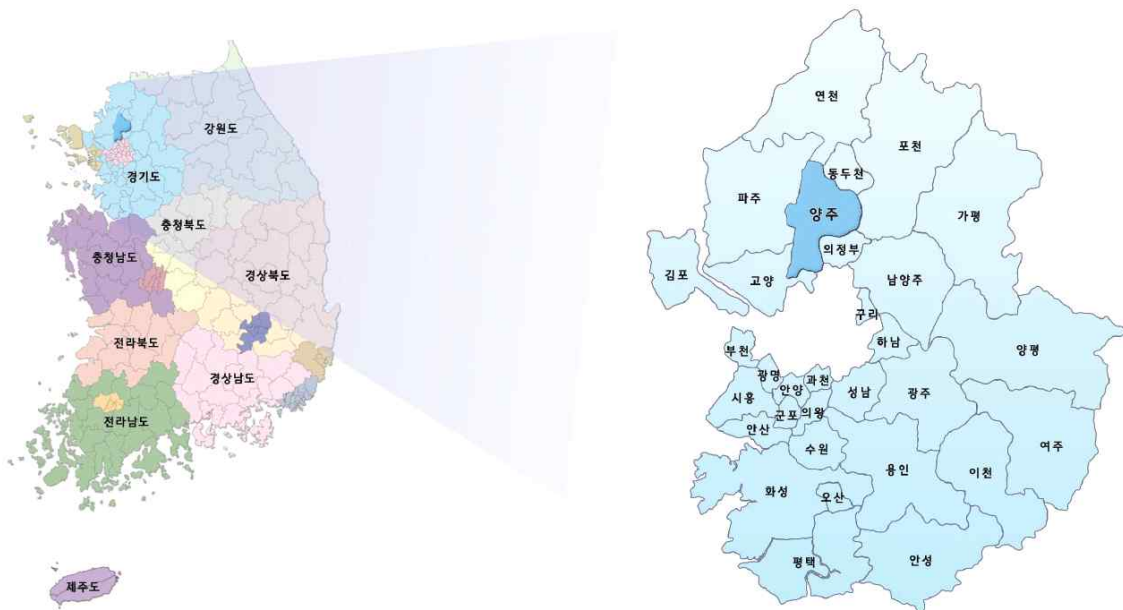 강원도
경기도
충청북도
충청남도
경상북도
전라북도
경상남도
전라남도
제주도
연천
포천
동두천
파주
양주
가평
의정부
김포
고양
남양주
구리
하남
양평
부천
광명
안양
과천
성남
광주
시흥
군포
의왕
안산
수원
여주
용인
이천
화성
오산
평택
안성